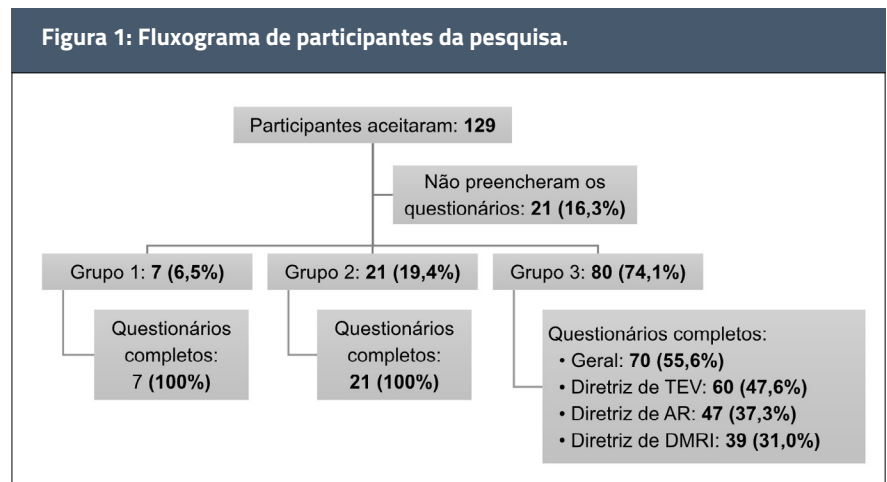 Figura 1: Fluxograma de participantes da pesquisa.
Participantes aceitaram: 129
Não preencheram os
questionários: 21 (16,3%)
Grupo 1: 7 (6,5%)
Grupo 2: 21 (19,4%)
Grupo 3: 80 (74,1%)
Questionários
completos:
7 (100%)
Questionários
completos:
21 (100%)
Questionários completos:
• Geral: 70 (55,6%)
• Diretriz de TEV: 60 (47,6%)
• Diretriz de AR: 47 (37,3%)
• Diretriz de DMRI: 39 (31,0%)